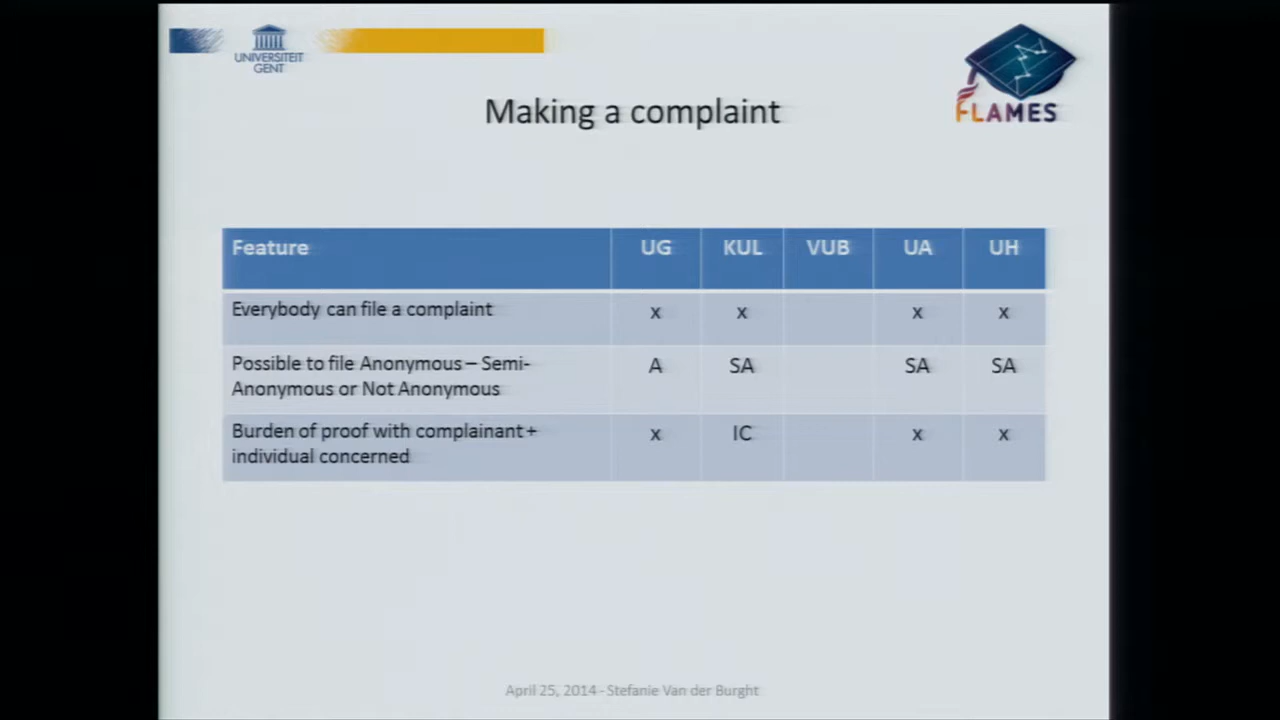 UNIVERSITEIT
GENT
FLAMES
Making a complaint
Feature UG KUL VUB UA UH
Everybody can file a complaint x x x x
Possible to file Anonymous – Semi- A SA SA SA
Anonymous or Not Anonymous
Burden of proof with complainant + x IC x x
individual concerned
April 25, 2014 - Stefanie Van der Burght